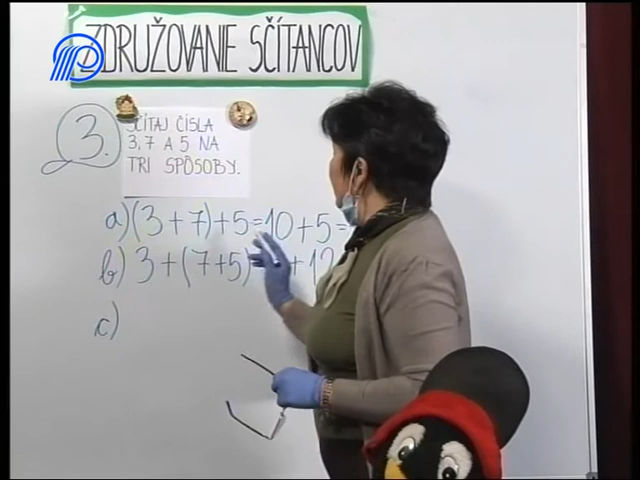 ZDRUŽOVANIE SČÍTANCOV
3.
SČÍTAJ ČÍSLA
3, 7 A 5 NA
TRI SPÔSOBY.
a) (3 + 7) + 5 = 10 + 5 =
b) 3 + (7 + 5) = + 12
c)